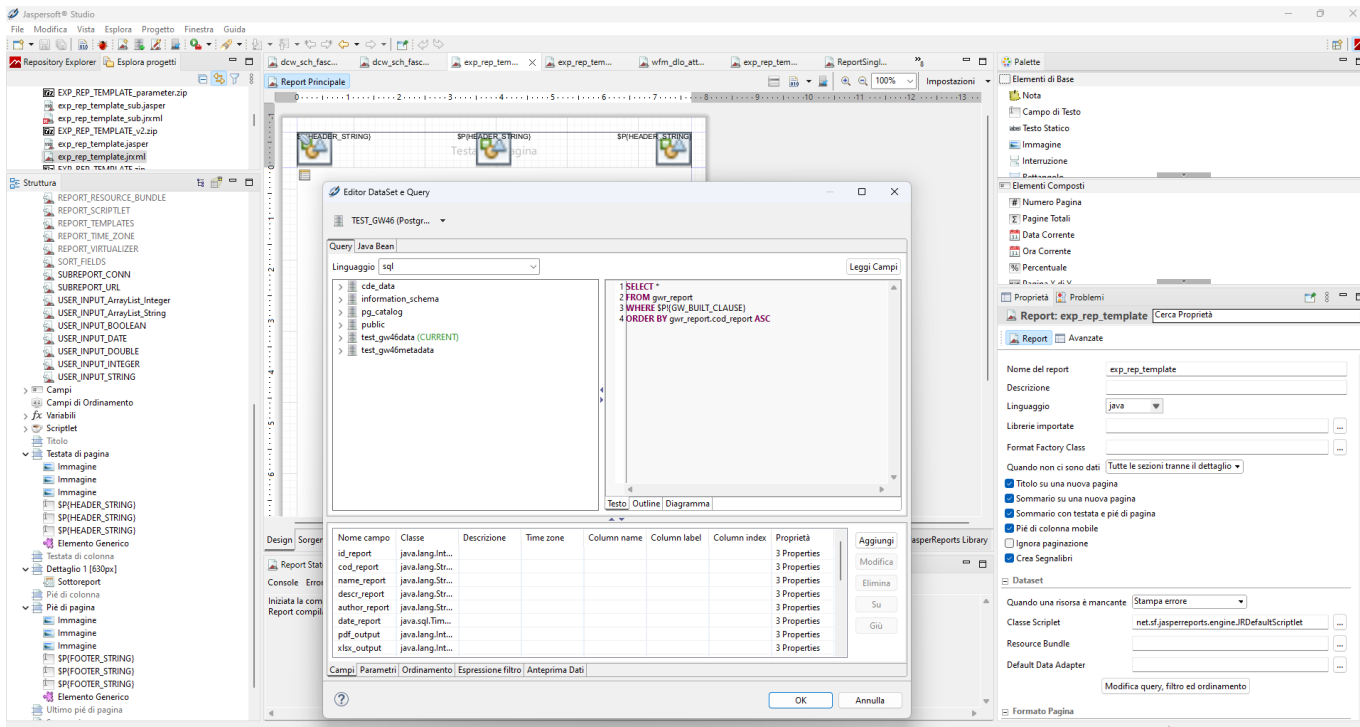 Jaspersoft® Studio
File Modifica Vista Esplora Progetto Finestra Guida
Repository Explorer Esplora progetti
EXP_REP_TEMPLATE_parameter.zip
exp_rep_template_sub.jasper
exp_rep_template_sub.jrxml
EXP_REP_TEMPLATE_v2.zip
exp_rep_template.jasper
exp_rep_template.jrxml
Struttura
REPORT_RESOURCE_BUNDLE
REPORT_SCRIPTLET
REPORT_TEMPLATES
REPORT_TIME_ZONE
REPORT_VIRTUALIZER
SORT_FIELDS
SUBREPORT_CONN
SUBREPORT_URL
USER_INPUT_ArrayList_Integer
USER_INPUT_ArrayList_String
USER_INPUT_BOOLEAN
USER_INPUT_DATE
USER_INPUT_DOUBLE
USER_INPUT_INTEGER
USER_INPUT_STRING
Campi
Campi di Ordinamento
fx Variabili
Scriptlet
Titolo
Testata di pagina
Immagine
Immagine
Immagine
$P{HEADER_STRING}
$P{HEADER_STRING}
$P{HEADER_STRING}
Elemento Generico
Testata di colonna
Dettaglio 1 [630px]
Sottoreport
Pié di colonna
Piè di pagina
Immagine
Immagine
Immagine
$P{FOOTER_STRING}
$P{FOOTER_STRING}
$P{FOOTER_STRING}
Elemento Generico
Ultimo piè di pagina
dcw_sch_fasc... dcw_sch_fasc... exp_rep_tem... exp_rep_tem... wfm_dlo_att... exp_rep_tem... ReportSingl...
Report Principale
100% Impostazioni
$P{HEADER_STRING} $P{HEADER_STRING}
Editor DataSet e Query
TEST_GW46 (Postgr...
Query Java Bean
Linguaggio sql Leggi Campi
cde_data
information_schema
pg_catalog
public
test_gw46data (CURRENT)
test_gw46metadata
1 SELECT *
2 FROM gwr_report
3 WHERE $P!{GW_BUILT_CLAUSE}
4 ORDER BY gwr_report.cod_report ASC
Testo Outline Diagramma
Nome campo Classe Descrizione Time zone Column name Column label Column index Proprietà
id_report java.lang.Int... 3 Properties
cod_report java.lang.Str... 3 Properties
name_report java.lang.Str... 3 Properties
descr_report java.lang.Str... 3 Properties
author_report java.lang.Str... 3 Properties
date_report java.sql.Tim... 3 Properties
pdf_output java.lang.Int... 3 Properties
xlsx_output java.lang.Int... 3 Properties
Aggiungi
Modifica
Elimina
Su
Giù
Campi Parametri Ordinamento Espressione filtro Anteprima Dati
OK Annulla
Design
Console
Iniziata la com
Palette
Elementi di Base
Nota
Campo di Testo
Testo Statico
Immagine
Interruzione
Elementi Composti
Numero Pagina
Pagine Totali
Data Corrente
Ora Corrente
Percentuale
Proprietà Problemi
Report: exp_rep_template Cerca Proprietà
Report Avanzate
Nome del report exp_rep_template
Descrizione
Linguaggio java
Librerie importate
Format Factory Class
Quando non ci sono dati Tutte le sezioni tranne il dettaglio
Titolo su una nuova pagina
Sommario su una nuova pagina
Sommario con testata e piè di pagina
Piè di colonna mobile
Ignora paginazione
Crea Segnalibri
Dataset
Quando una risorsa è mancante Stampa errore
Classe Scriplet net.sf.jasperreports.engine.JRDefaultScriptlet
Resource Bundle
Default Data Adapter
Modifica query, filtro ed ordinamento
Formato Pagina